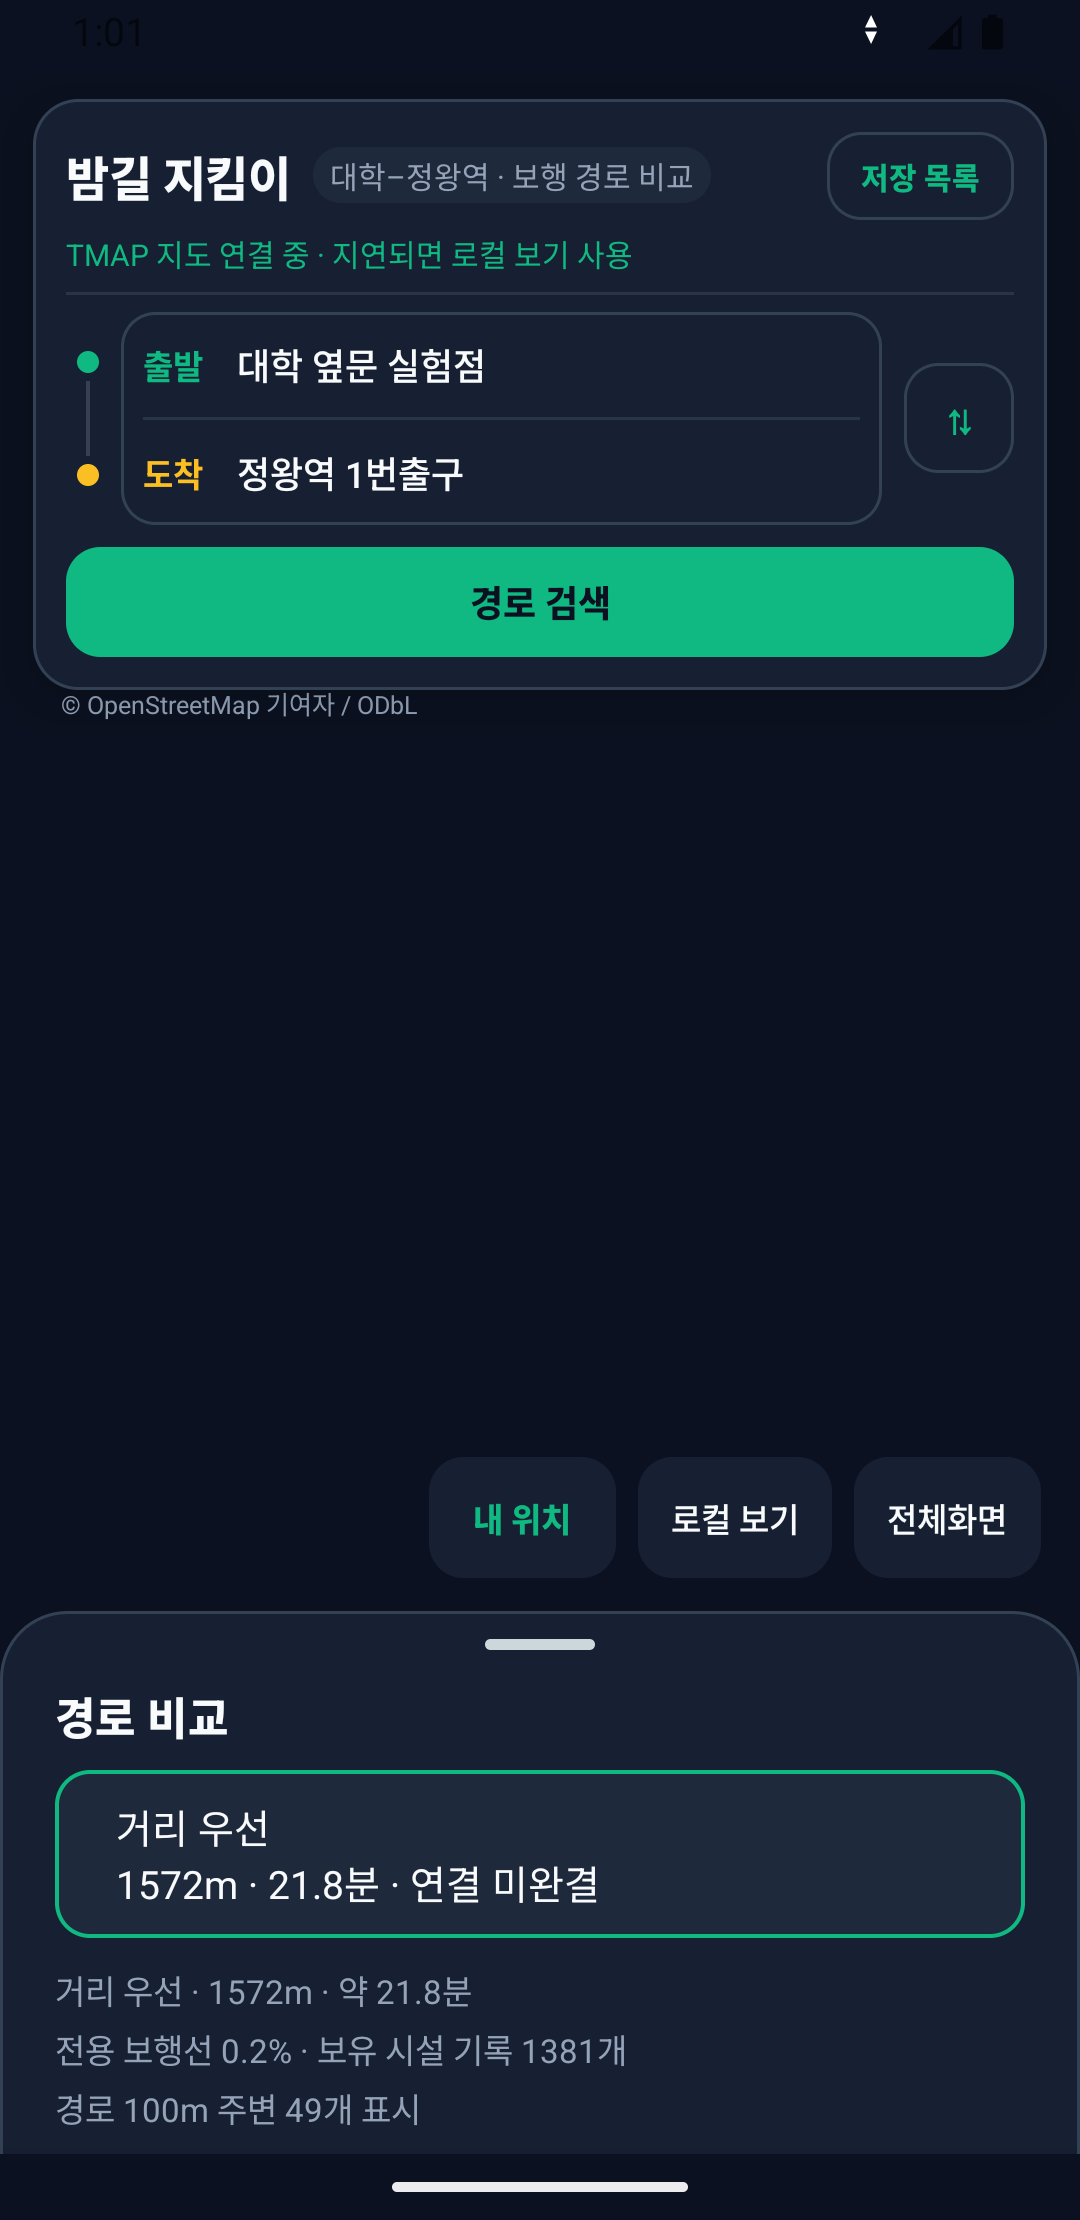 1:01
밤길 지킴이
대학–정왕역 · 보행 경로 비교
저장 목록
TMAP 지도 연결 중 · 지연되면 로컬 보기 사용
출발 대학 옆문 실험점
도착 정왕역 1번출구
경로 검색
© OpenStreetMap 기여자 / ODbL
내 위치
로컬 보기
전체화면
경로 비교
거리 우선
1572m · 21.8분 · 연결 미완결
거리 우선 · 1572m · 약 21.8분
전용 보행선 0.2% · 보유 시설 기록 1381개
경로 100m 주변 49개 표시